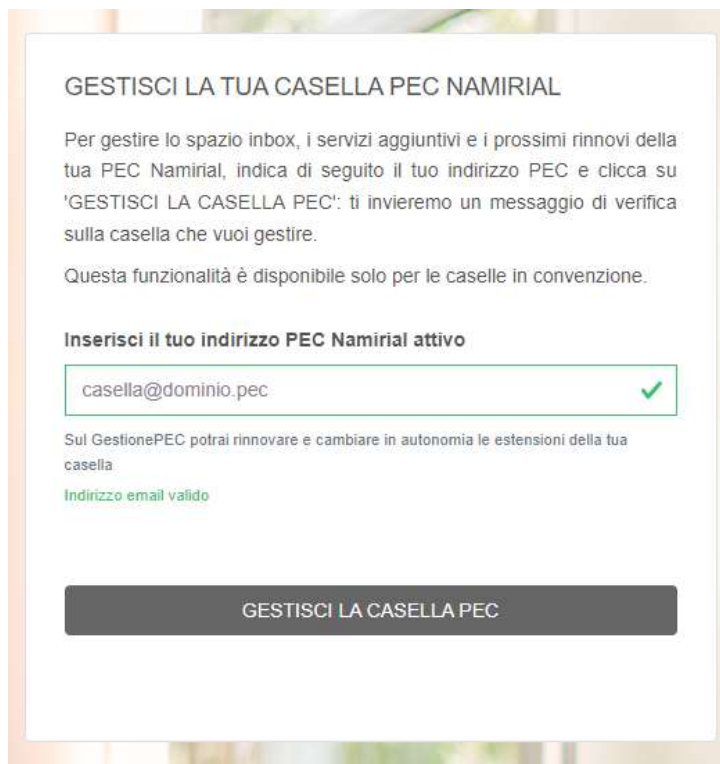 GESTISCI LA TUA CASELLA PEC NAMIRIAL
Per gestire lo spazio inbox, i servizi aggiuntivi e i prossimi rinnovi della
tua PEC Namirial, indica di seguito il tuo indirizzo PEC e clicca su
'GESTISCI LA CASELLA PEC': ti invieremo un messaggio di verifica
sulla casella che vuoi gestire.
Questa funzionalità è disponibile solo per le caselle in convenzione.
Inserisci il tuo indirizzo PEC Namirial attivo
casella@dominio.pec
Sul GestionePEC potrai rinnovare e cambiare in autonomia le estensioni della tua
casella
Indirizzo email valido
GESTISCI LA CASELLA PEC